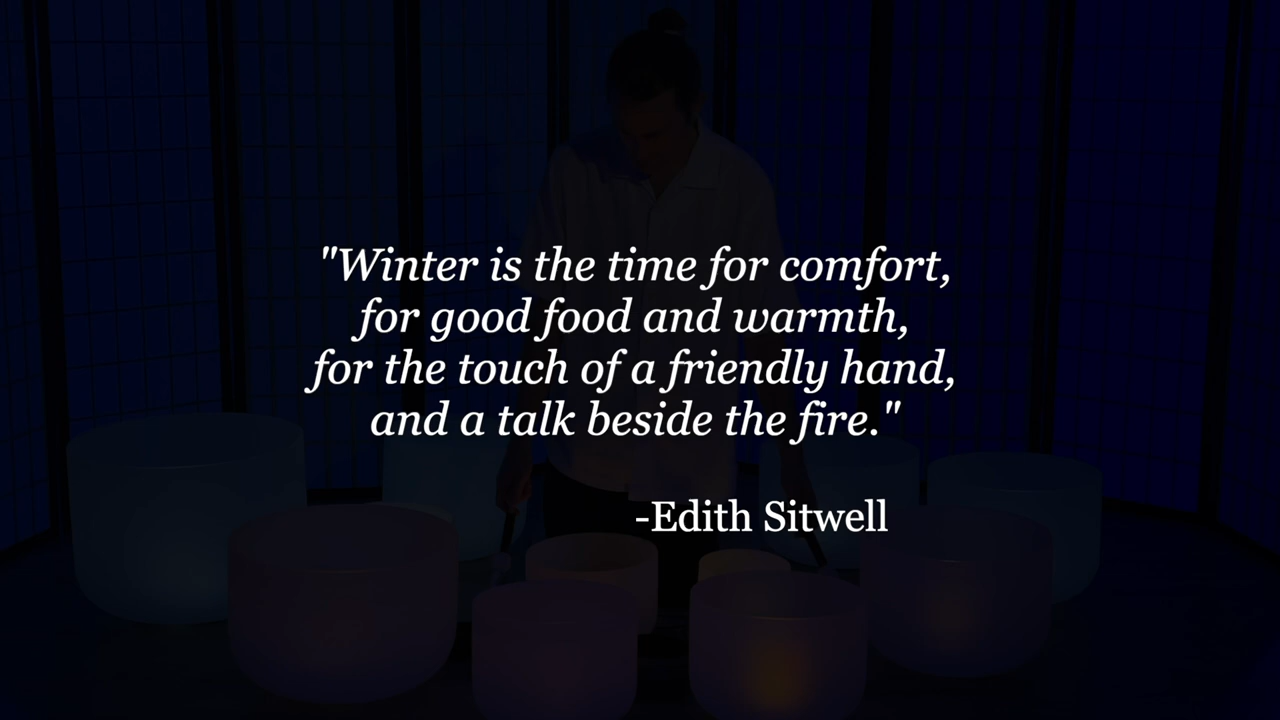 "Winter is the time for comfort,
for good food and warmth,
for the touch of a friendly hand,
and a talk beside the fire."
-Edith Sitwell